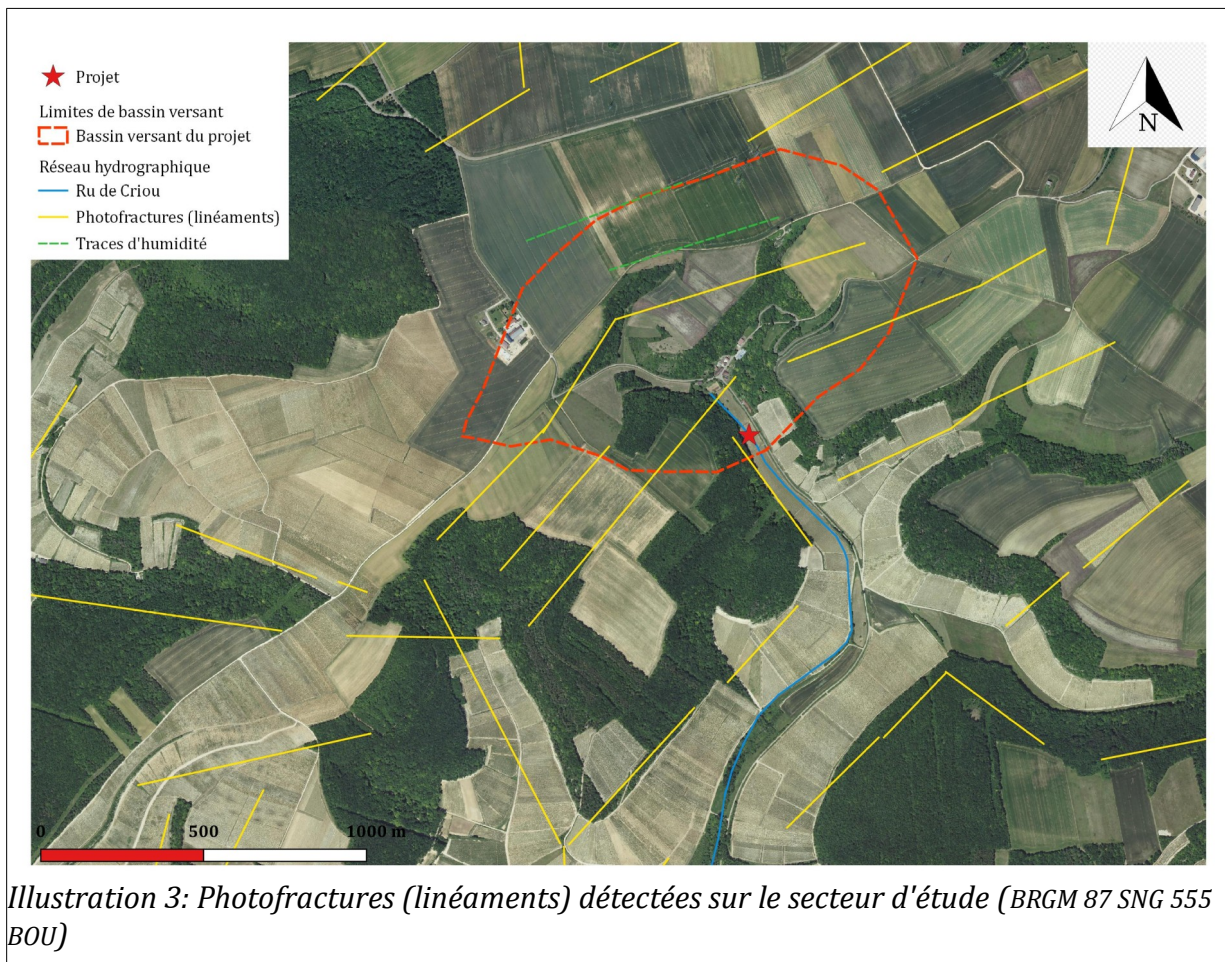 Projet
Limites de bassin versant
Bassin versant du projet
Réseau hydrographique
Ru de Criou
Photofractures (linéaments)
Traces d'humidité
N
0 500 1000 m
Illustration 3: Photofractures (linéaments) détectées sur le secteur d'étude (BRGM 87 SNG 555
BOU)